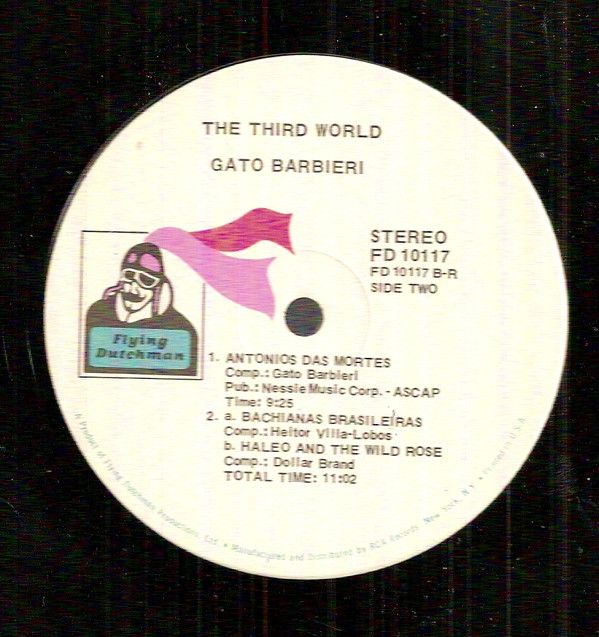 THE THIRD WORLD
GATO BARBIERI
STEREO
FD 10117
FD 10117 B-R
SIDE TWO
Flying
Dutchman
1. ANTONIOS DAS MORTES
Comp.: Gato Barbieri
Pub.: Nessie Music Corp. - ASCAP
Time: 9:25
2. a. BACHIANAS BRASILEIRAS
Comp.: Heitor Villa-Lobos
b. HALEO AND THE WILD ROSE
Comp.: Dollar Brand
TOTAL TIME: 11:02
A Product of Flying Dutchman Productions, Ltd. • Manufactured and Distributed by RCA Records, New York, N.Y. • Printed in U.S.A.